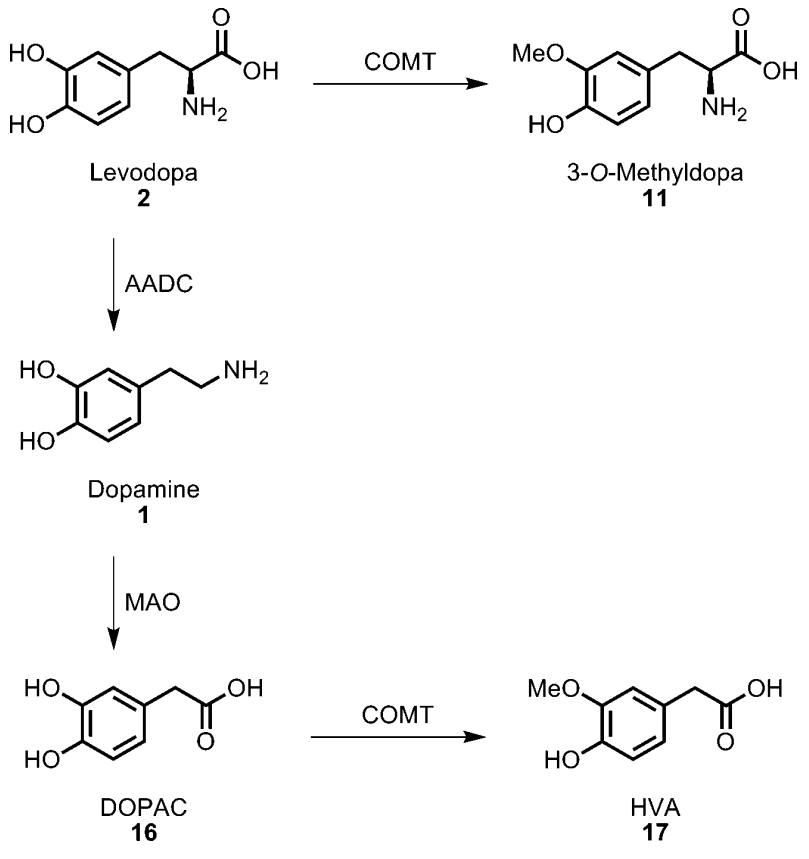 HO
HO
O
OH
NH2
Levodopa
2
COMT
MeO
HO
O
OH
NH2
3-O-Methyldopa
11
AADC
HO
HO
NH2
Dopamine
1
MAO
HO
HO
OH
O
DOPAC
16
COMT
MeO
HO
OH
O
HVA
17